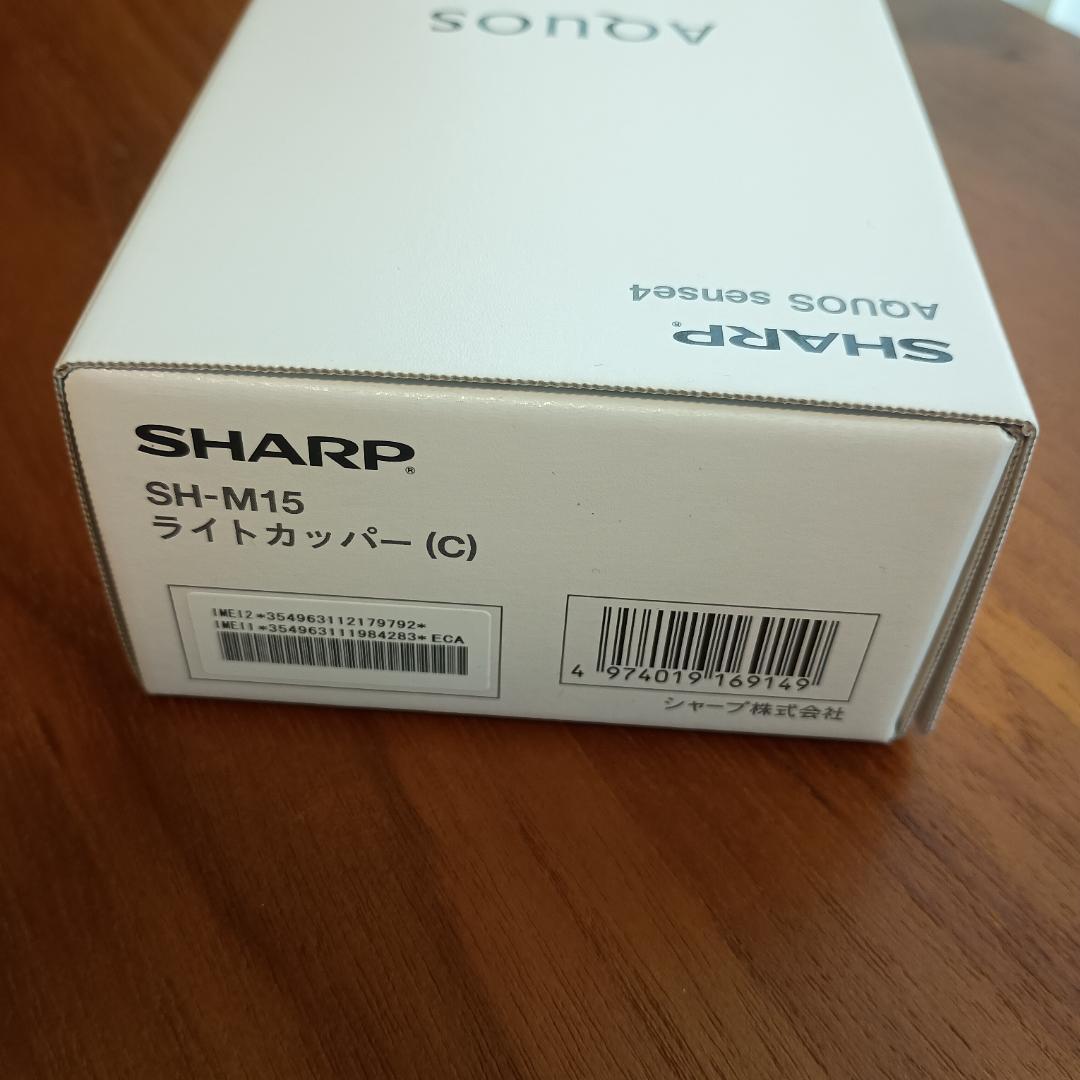 AQUOS
AQUOS sense4
SHARP®
SHARP®
SH-M15
ライトカッパー (C)
IMEI2*354963112179792*
IMEI1*354963111984283* ECA
4 974019 169149
シャープ株式会社